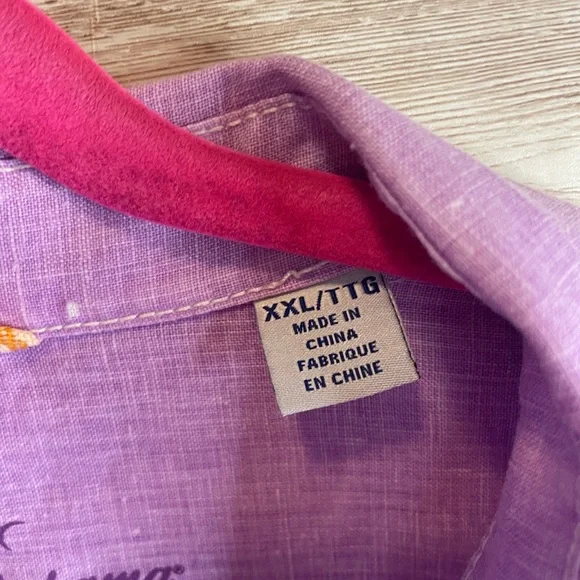 XXL/TTG
MADE IN
CHINA
FABRIQUE
EN CHINE